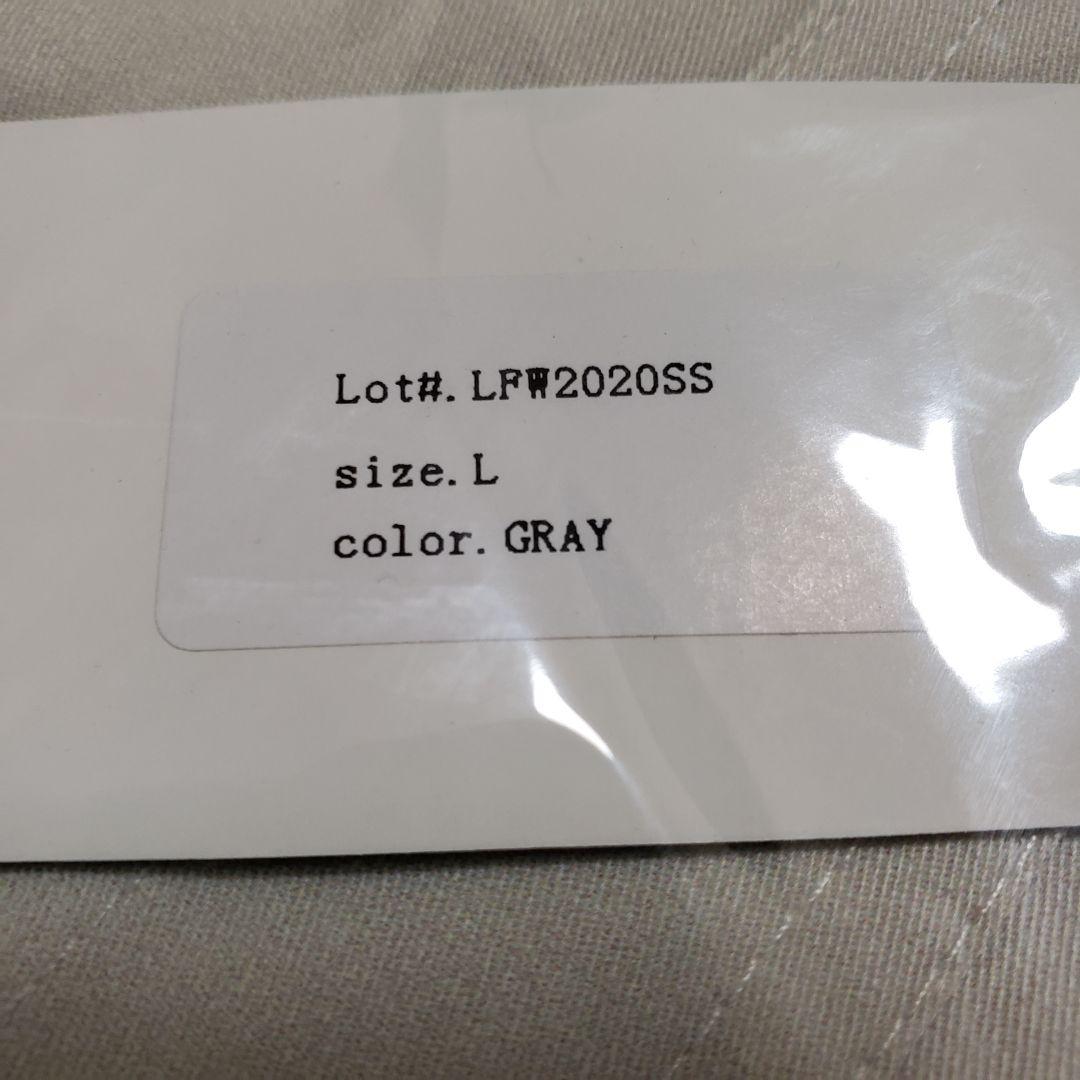 Lot#. LFW2020SS
size. L
color. GRAY